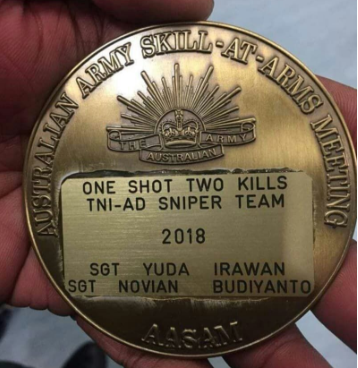 AUSTRALIAN ARMY SKILL-AT-ARMS MEETING
THE ARMY
AUSTRALIAN
ONE SHOT TWO KILLS
TNI-AD SNIPER TEAM
2018
SGT YUDA IRAWAN
SGT NOVIAN BUDIYANTO
AASAM